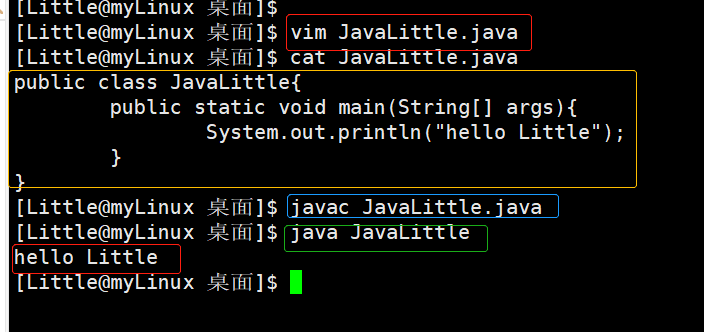 [Little@myLinux 桌面]$
[Little@myLinux 桌面]$ vim JavaLittle.java
[Little@myLinux 桌面]$ cat JavaLittle.java
public class JavaLittle{
        public static void main(String[] args){
                System.out.println("hello Little");
        }
}
[Little@myLinux 桌面]$ javac JavaLittle.java
[Little@myLinux 桌面]$ java JavaLittle
hello Little
[Little@myLinux 桌面]$